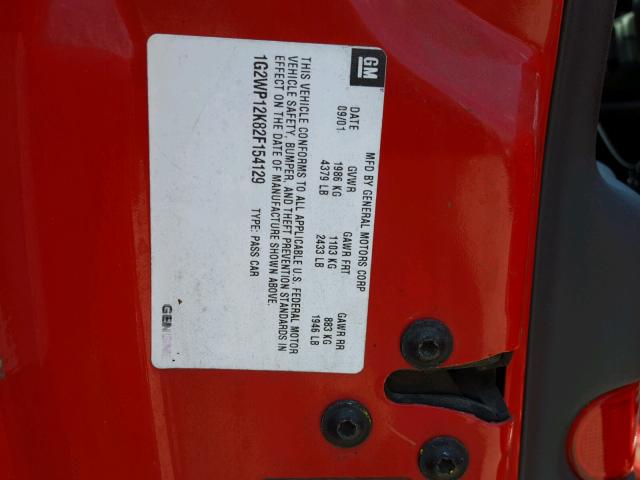 GM
MFD BY GENERAL MOTORS CORP
DATE GVWR GAWR FRT GAWR RR
09/01 1986 KG 1103 KG 883 KG
4379 LB 2433 LB 1946 LB
THIS VEHICLE CONFORMS TO ALL APPLICABLE U.S. FEDERAL MOTOR
VEHICLE SAFETY, BUMPER, AND THEFT PREVENTION STANDARDS IN
EFFECT ON THE DATE OF MANUFACTURE SHOWN ABOVE.
1G2WP12K82F154129 TYPE: PASS CAR